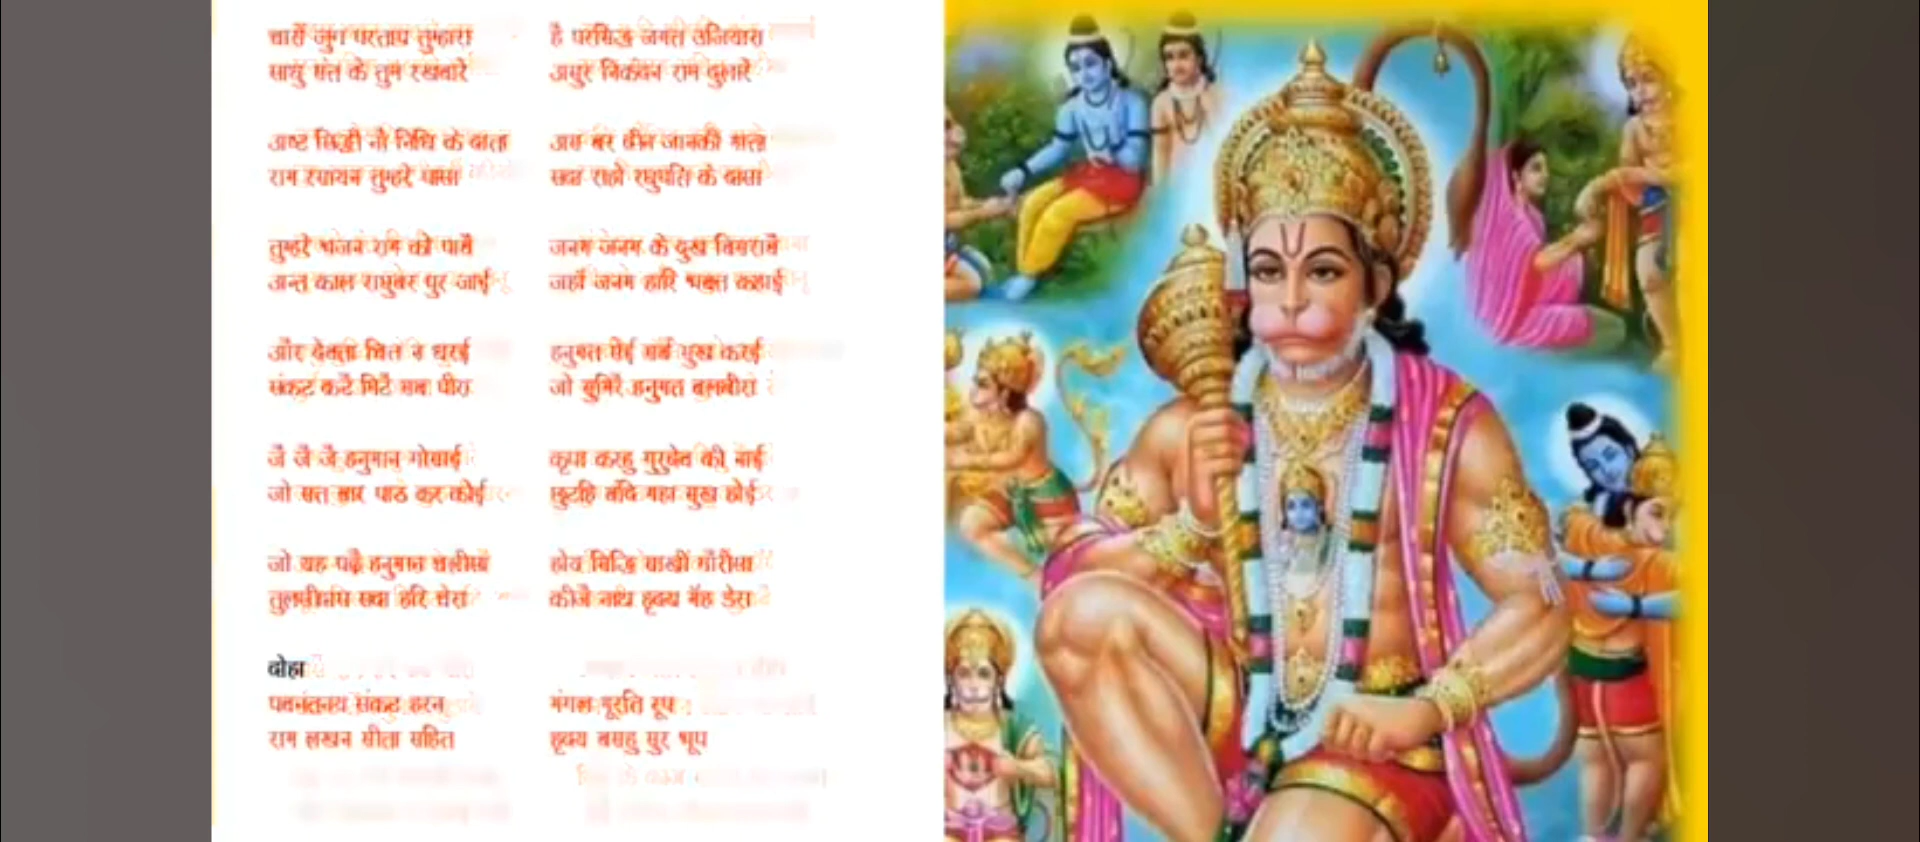 चारों जुग परताप तुम्हारा है परसिद्ध जगत उजियारा
साधु संत के तुम रखवारे असुर निकंदन राम दुलारे
अष्ट सिद्धी नौ निधि के दाता अस बर दीन जानकी माता
राम रसायन तुम्हरे पासा सदा रहो रघुपति के दासा
तुम्हरे भजन राम को पावै जनम जनम के दुख बिसरावै
अन्त काल रघुबर पुर जाई जहाँ जनम हरि भक्त कहाई
और देवता चित न धरई हनुमत सेई सर्ब सुख करई
संकट कटै मिटै सब पीरा जो सुमिरै हनुमत बलबीरा
जै जै जै हनुमान गोसाई कृपा करहु गुरुदेव की नाई
जो सत बार पाठ कर कोई छूटहि बंदि महा सुख होई
जो यह पढ़ै हनुमान चालीसा होय सिद्धि साखी गौरीसा
तुलसीदास सदा हरि चेरा कीजै नाथ हृदय मँह डेरा
दोहा
पवनतनय संकट हरन मंगल मूरति रूप
राम लखन सीता सहित हृदय बसहु सुर भूप